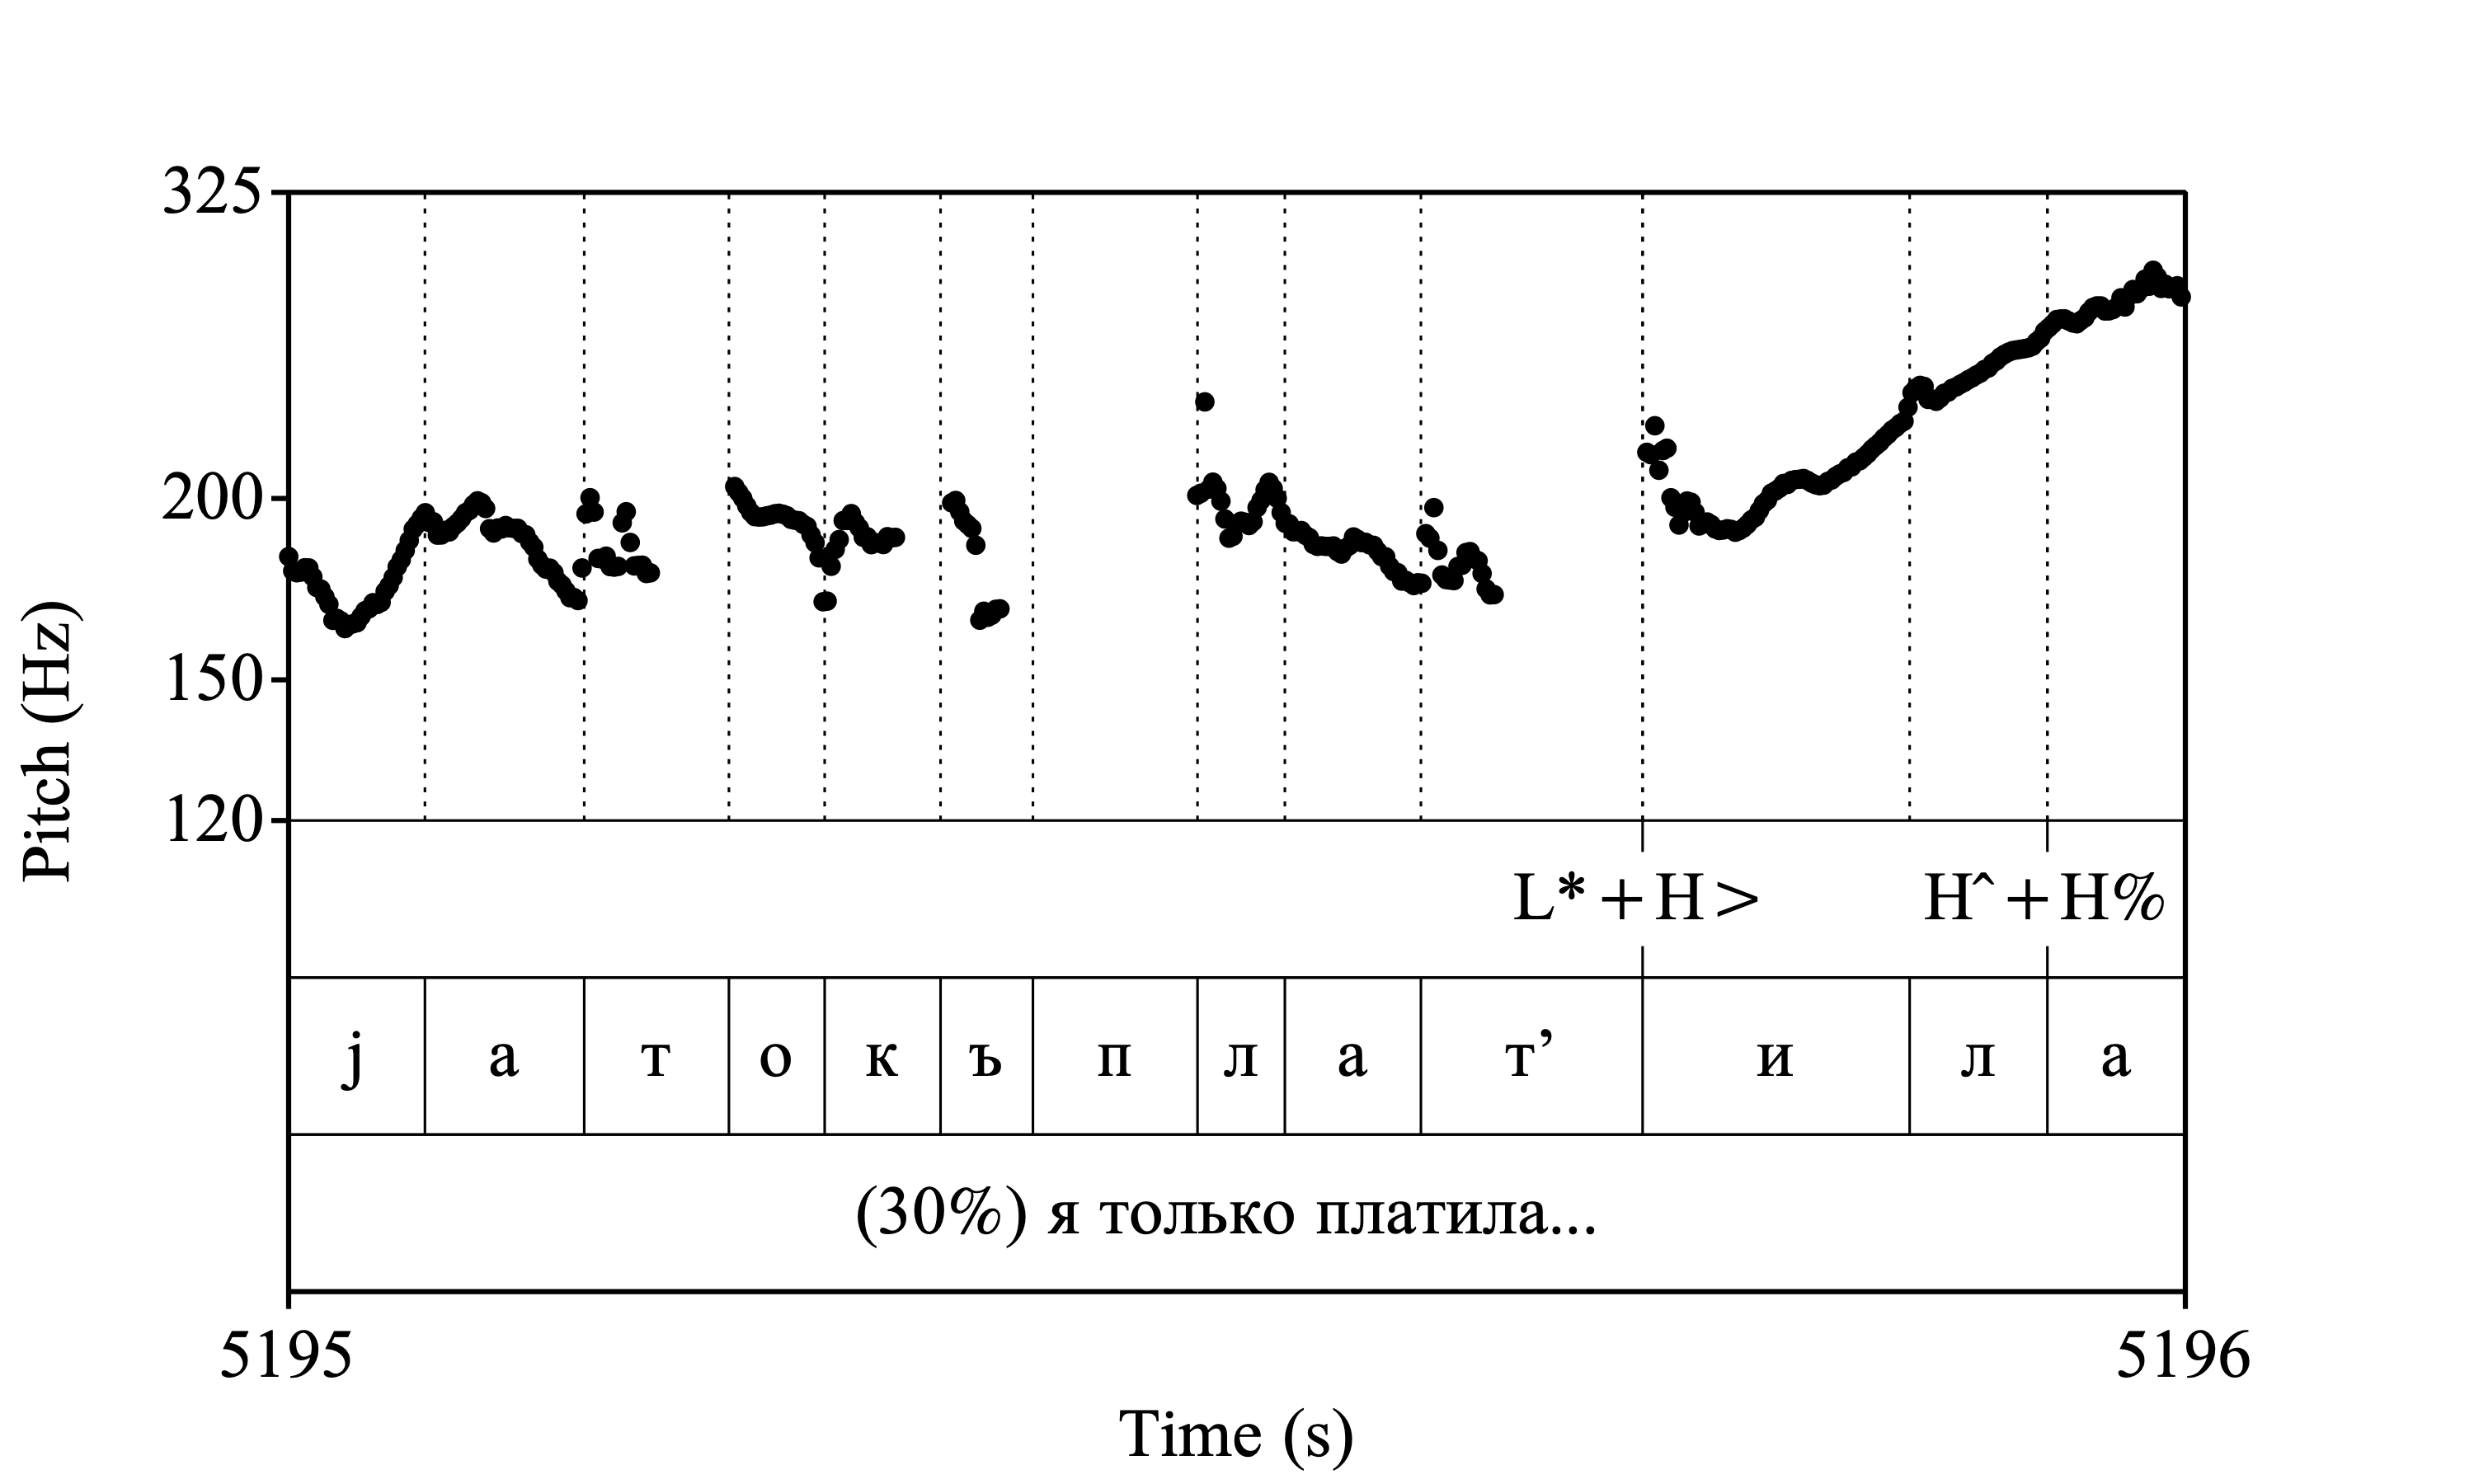 325
200
150
120
Pitch (Hz)
L*+H> H^+H%
j а т о к ъ п л а т’ и л а
(30%) я только платила...
5195 5196
Time (s)